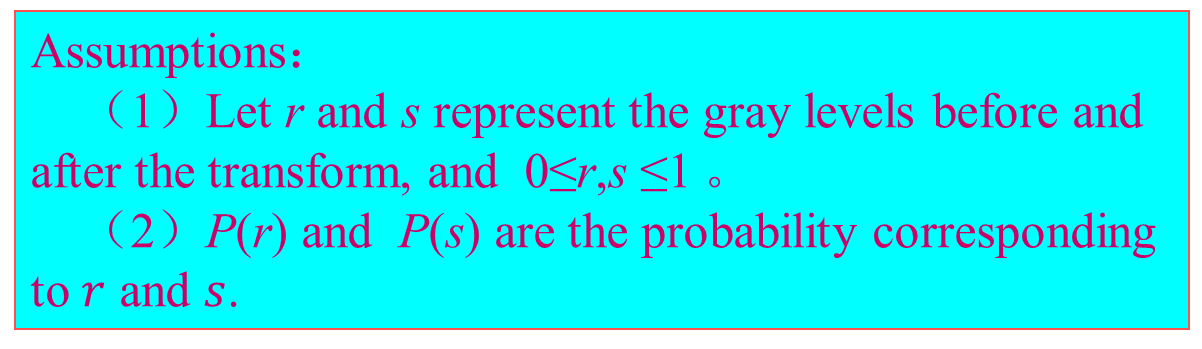 Assumptions：
（1）Let r and s represent the gray levels before and
after the transform, and 0≤r,s ≤1 。
（2）P(r) and P(s) are the probability corresponding
to r and s.